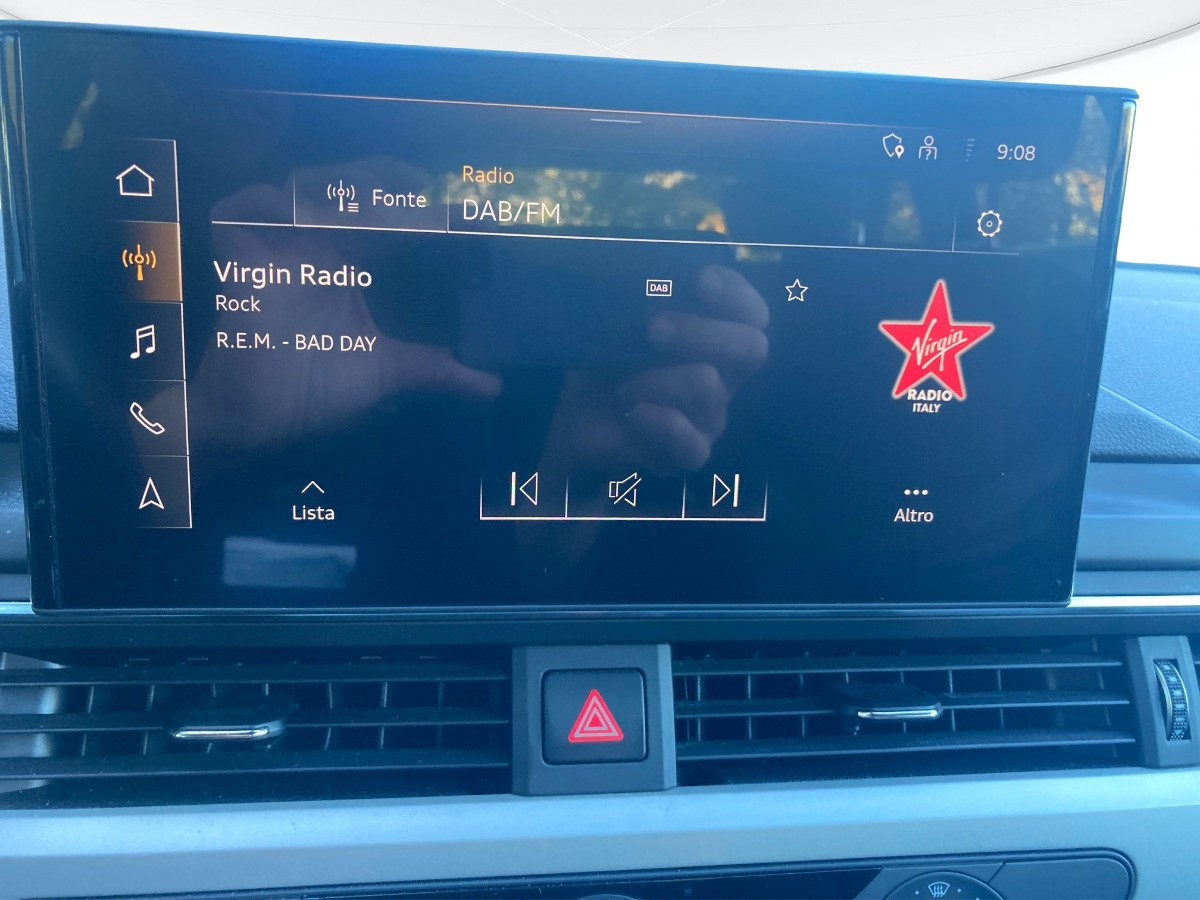 9:08
Fonte
Radio
DAB/FM
Virgin Radio
DAB
Rock
R.E.M. - BAD DAY
Virgin
RADIO
ITALY
Lista
Altro